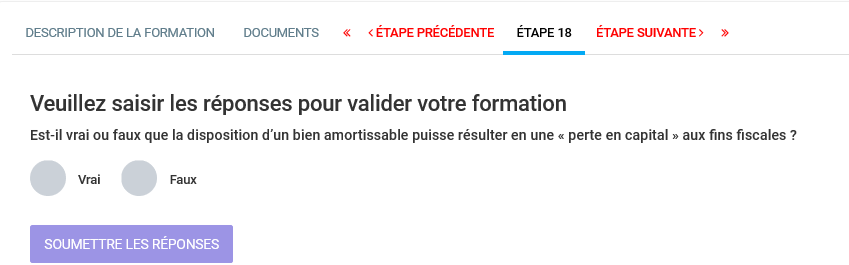 DESCRIPTION DE LA FORMATION DOCUMENTS « ‹ ÉTAPE PRÉCÉDENTE ÉTAPE 18 ÉTAPE SUIVANTE › »
Veuillez saisir les réponses pour valider votre formation
Est-il vrai ou faux que la disposition d'un bien amortissable puisse résulter en une « perte en capital » aux fins fiscales ?
Vrai Faux
SOUMETTRE LES RÉPONSES